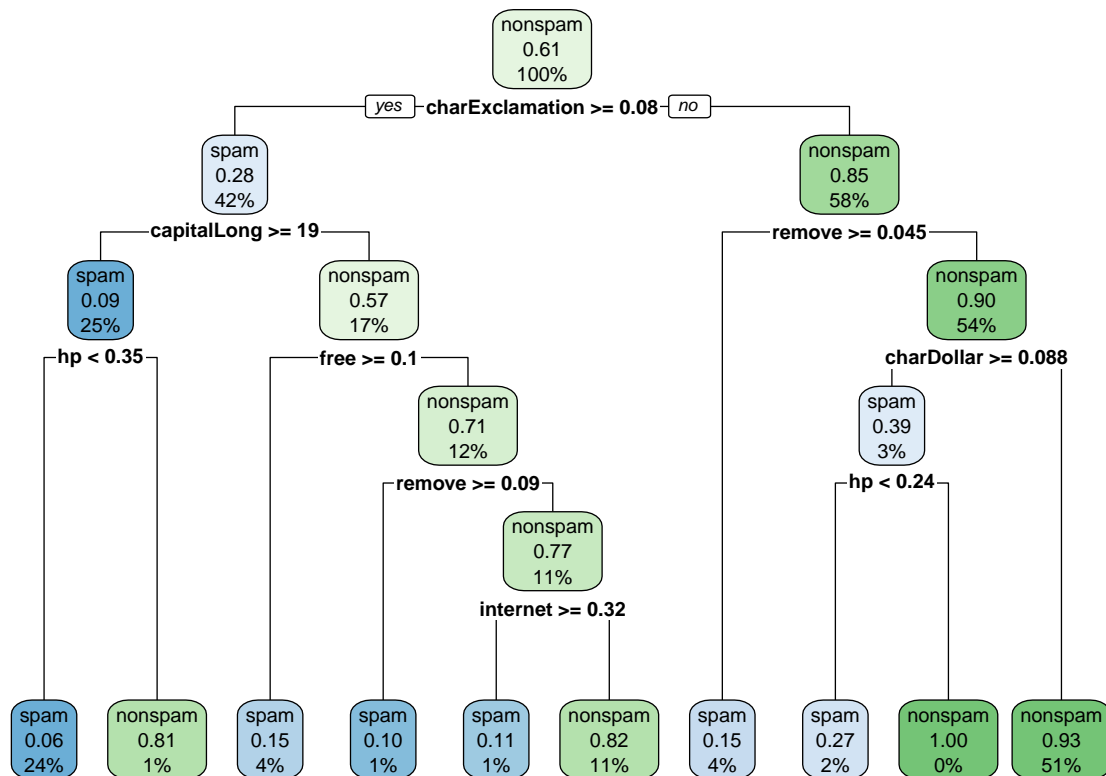 nonspam
0.61
100%
yes charExclamation >= 0.08 no
spam
0.28
42%
nonspam
0.85
58%
capitalLong >= 19
remove >= 0.045
spam
0.09
25%
nonspam
0.57
17%
nonspam
0.90
54%
hp < 0.35
free >= 0.1
charDollar >= 0.088
nonspam
0.71
12%
spam
0.39
3%
remove >= 0.09
hp < 0.24
nonspam
0.77
11%
internet >= 0.32
spam
0.06
24%
nonspam
0.81
1%
spam
0.15
4%
spam
0.10
1%
spam
0.11
1%
nonspam
0.82
11%
spam
0.15
4%
spam
0.27
2%
nonspam
1.00
0%
nonspam
0.93
51%